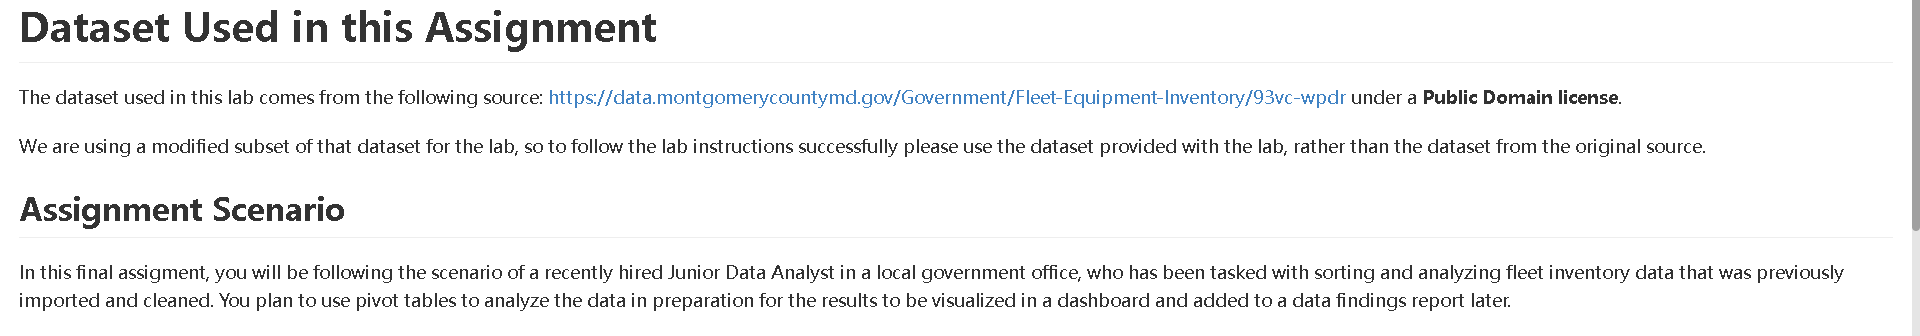 Dataset Used in this Assignment
The dataset used in this lab comes from the following source: https://data.montgomerycountymd.gov/Government/Fleet-Equipment-Inventory/93vc-wpdr under a Public Domain license.
We are using a modified subset of that dataset for the lab, so to follow the lab instructions successfully please use the dataset provided with the lab, rather than the dataset from the original source.
Assignment Scenario
In this final assigment, you will be following the scenario of a recently hired Junior Data Analyst in a local government office, who has been tasked with sorting and analyzing fleet inventory data that was previously
imported and cleaned. You plan to use pivot tables to analyze the data in preparation for the results to be visualized in a dashboard and added to a data findings report later.